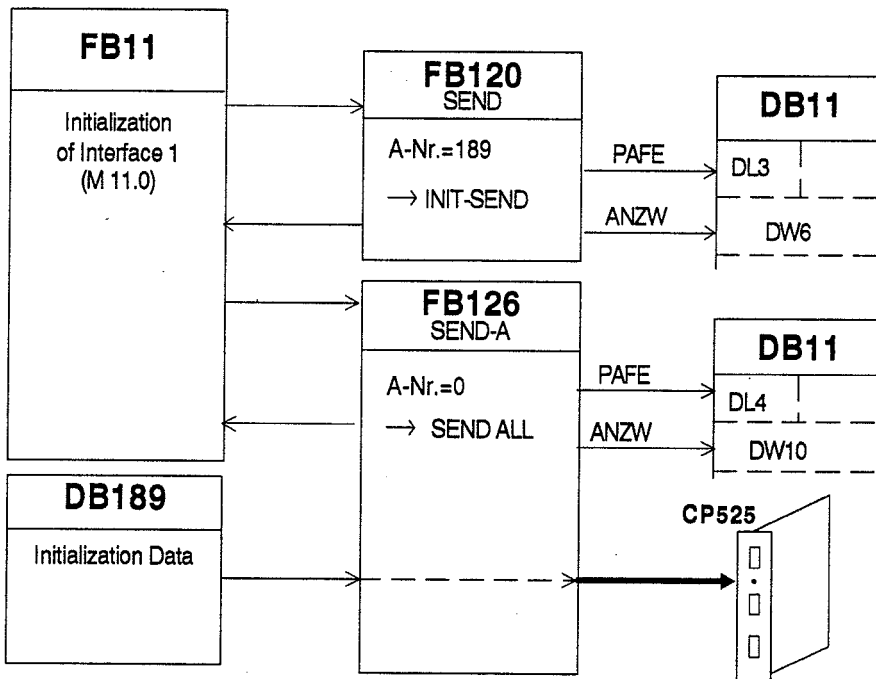 FB11
Initialization
of Interface 1
(M 11.0)
FB120
SEND
A-Nr.=189
→ INIT-SEND
PAFE
ANZW
DB11
DL3
DW6
FB126
SEND-A
A-Nr.=0
→ SEND ALL
PAFE
ANZW
DB11
DL4
DW10
DB189
Initialization Data
CP525